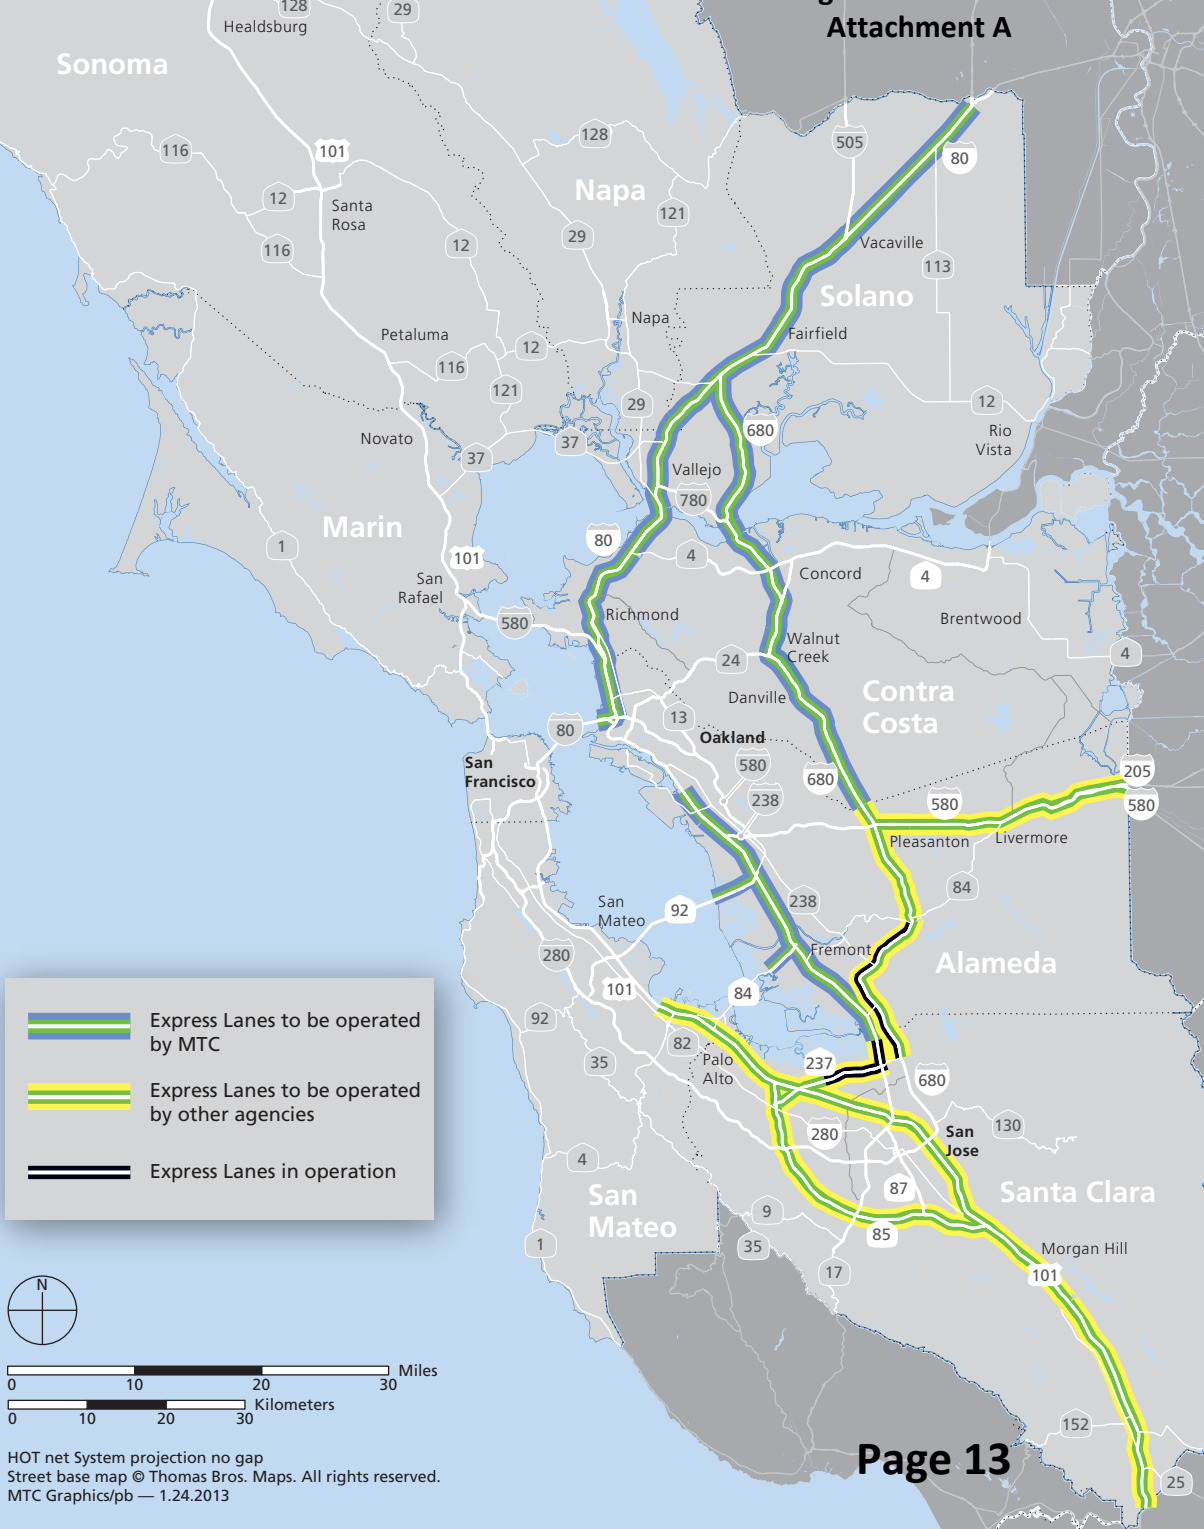 Attachment A
128
29
Healdsburg
Sonoma
128
116
101
505
80
Napa
12
Santa
Rosa
121
116
12
29
Vacaville
113
Solano
Napa
Petaluma
12
Fairfield
116
121
29
12
680
Rio
Vista
Novato
37
37
Vallejo
780
Marin
80
1
101
4
Concord
4
San
Rafael
Richmond
Brentwood
580
Walnut
Creek
24
4
Danville
Contra
Costa
13
80
Oakland
San
Francisco
580
680
205
238
580
580
Pleasanton
Livermore
84
San
Mateo
92
238
Fremont
280
Alameda
101
84
92
82
Palo
Alto
237
35
680
280
San
Jose
130
4
87
Santa Clara
San
Mateo
9
85
1
35
Morgan Hill
17
101
152
25
Express Lanes to be operated
by MTC
Express Lanes to be operated
by other agencies
Express Lanes in operation
N
Miles
0 10 20 30
Kilometers
0 10 20 30
HOT net System projection no gap
Street base map © Thomas Bros. Maps. All rights reserved.
MTC Graphics/pb — 1.24.2013
Page 13